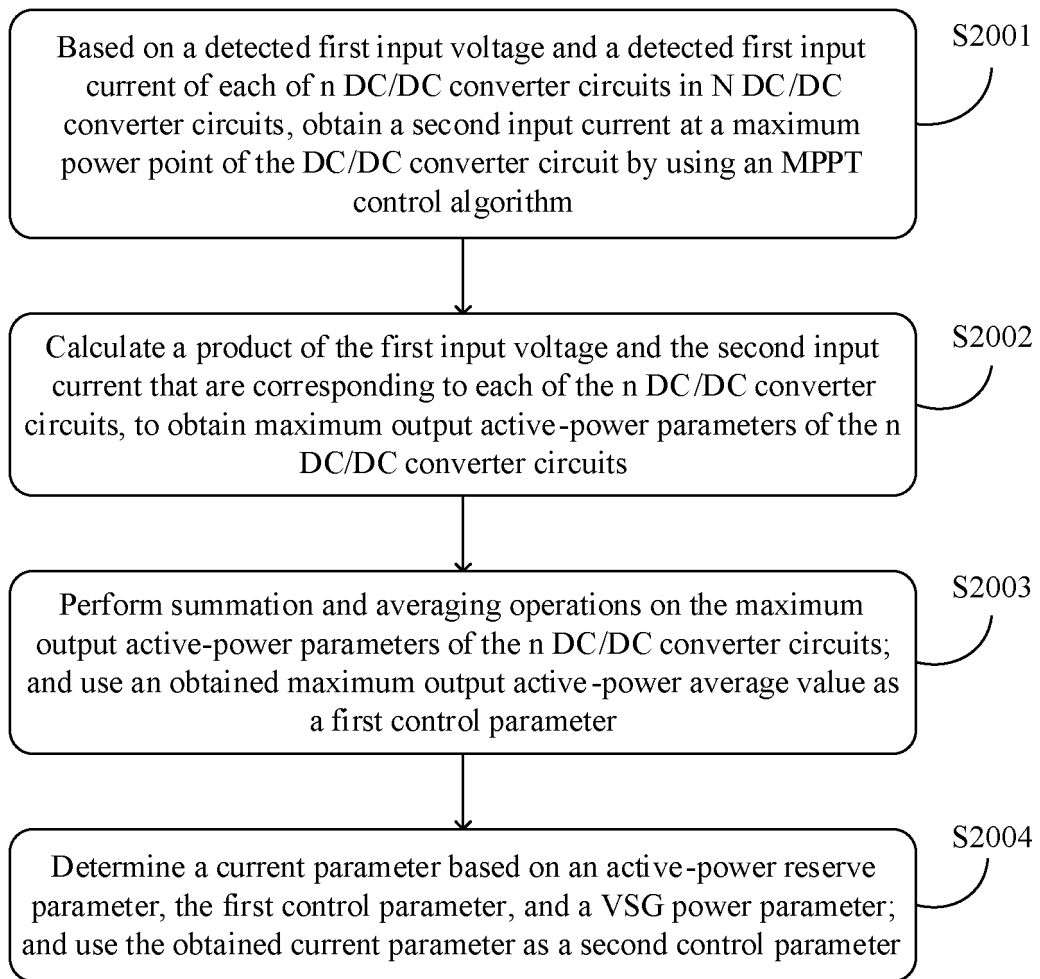 Based on a detected first input voltage and a detected first input
current of each of n DC/DC converter circuits in N DC/DC
converter circuits, obtain a second input current at a maximum
power point of the DC/DC converter circuit by using an MPPT
control algorithm
S2001
Calculate a product of the first input voltage and the second input
current that are corresponding to each of the n DC/DC converter
circuits, to obtain maximum output active-power parameters of the n
DC/DC converter circuits
S2002
Perform summation and averaging operations on the maximum
output active-power parameters of the n DC/DC converter circuits;
and use an obtained maximum output active-power average value as
a first control parameter
S2003
Determine a current parameter based on an active-power reserve
parameter, the first control parameter, and a VSG power parameter;
and use the obtained current parameter as a second control parameter
S2004